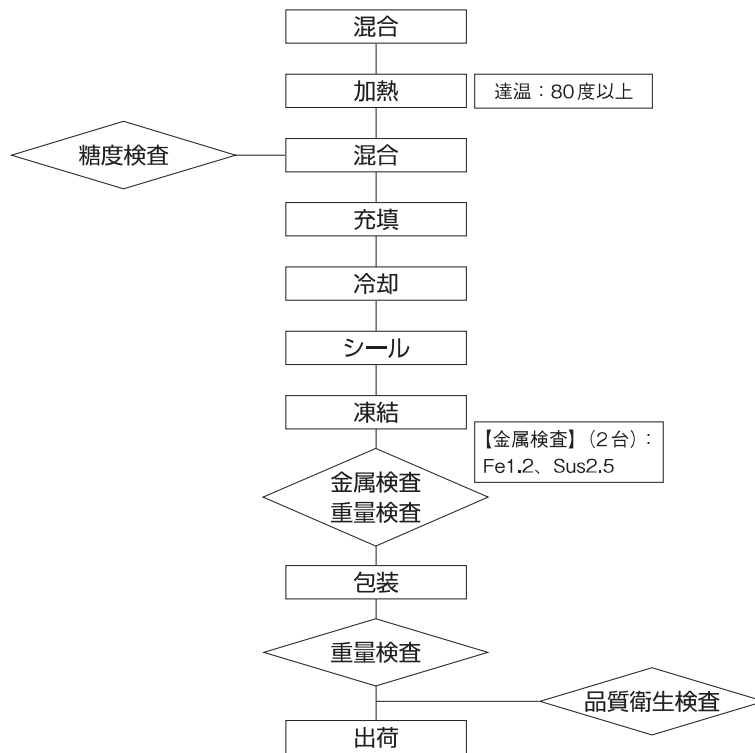 混合
加熱
達温：80度以上
糖度検査
混合
充填
冷却
シール
凍結
【金属検査】（2台）：
Fe1.2、Sus2.5
金属検査
重量検査
包装
重量検査
品質衛生検査
出荷